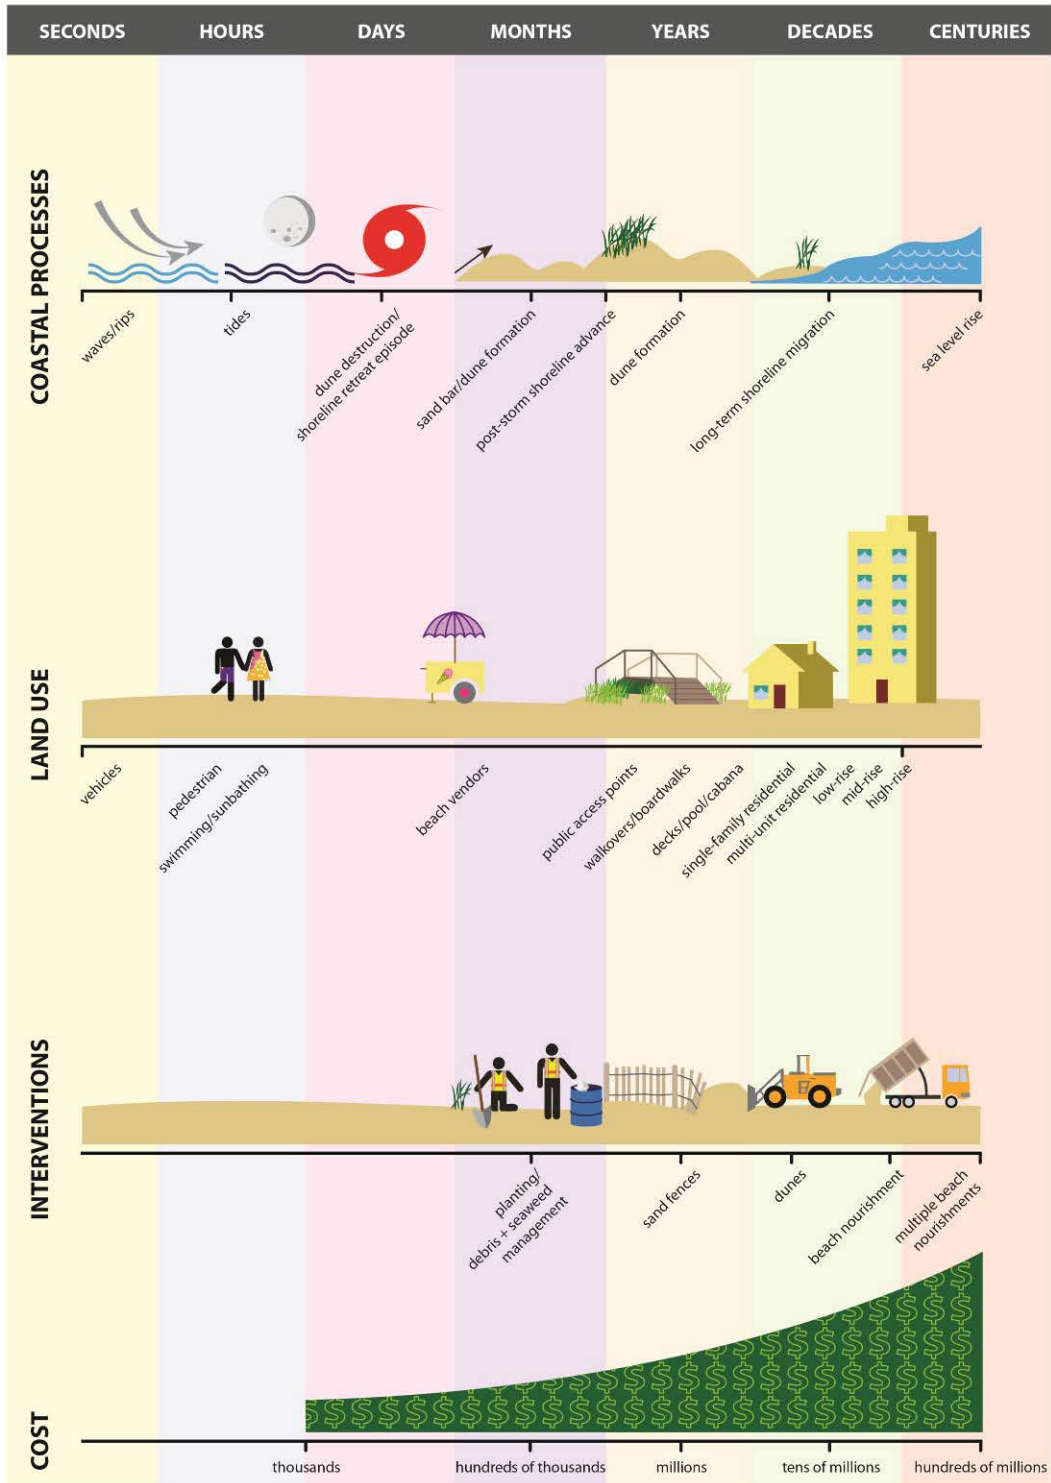 SECONDS HOURS DAYS MONTHS YEARS DECADES CENTURIES
COASTAL PROCESSES
waves/rips
tides
dune destruction/
shoreline retreat episode
sand bar/dune formation
post-storm shoreline advance
dune formation
long-term shoreline migration
sea level rise
LAND USE
vehicles
pedestrian
swimming/sunbathing
beach vendors
public access points
walkovers/boardwalks
decks/pool/cabana
single-family residential
multi-unit residential
low-rise
mid-rise
high-rise
INTERVENTIONS
planting/
debris + seaweed
management
sand fences
dunes
beach nourishment
multiple beach
nourishments
COST
thousands hundreds of thousands millions tens of millions hundreds of millions